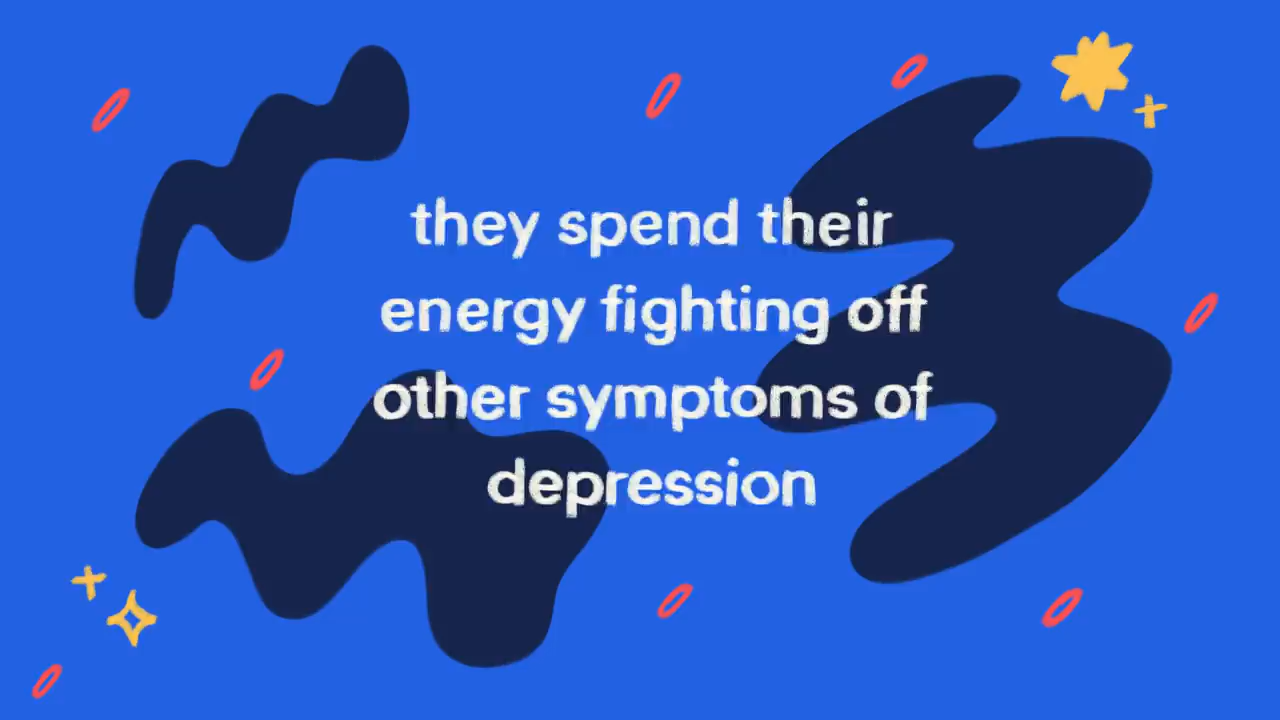 they spend their
energy fighting off
other symptoms of
depression